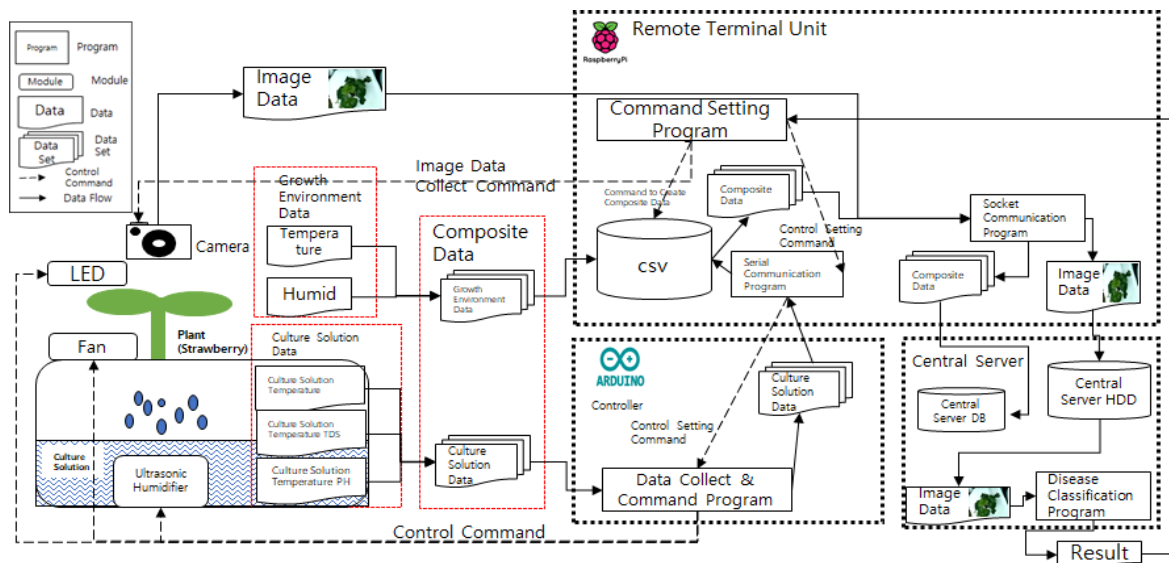 Program
Program
Module
Module
Data
Data
Data
Set
Data
Set
Control
Command
Data Flow
Image
Data
Remote Terminal Unit
RaspberryPi
Command Setting
Program
Image Data
Collect Command
Growth
Environment
Data
Tempera
ture
Humid
Camera
LED
Fan
Plant
(Strawberry)
Composite
Data
Growth
Environment
Data
Command to Create
Composite Data
csv
Composite
Data
Control Setting
Command
Serial
Communication
Program
Socket
Communication
Program
Composite
Data
Image
Data
Culture Solution
Data
Culture Solution
Temperature
Culture Solution
Temperature TDS
Culture Solution
Temperature PH
Culture
Solution
Ultrasonic
Humidifier
Culture
Solution
Data
ARDUINO
Controller
Control Setting
Command
Culture
Solution
Data
Data Collect &
Command Program
Control Command
Central Server
Central
Server DB
Central
Server HDD
Image
Data
Disease
Classification
Program
Result